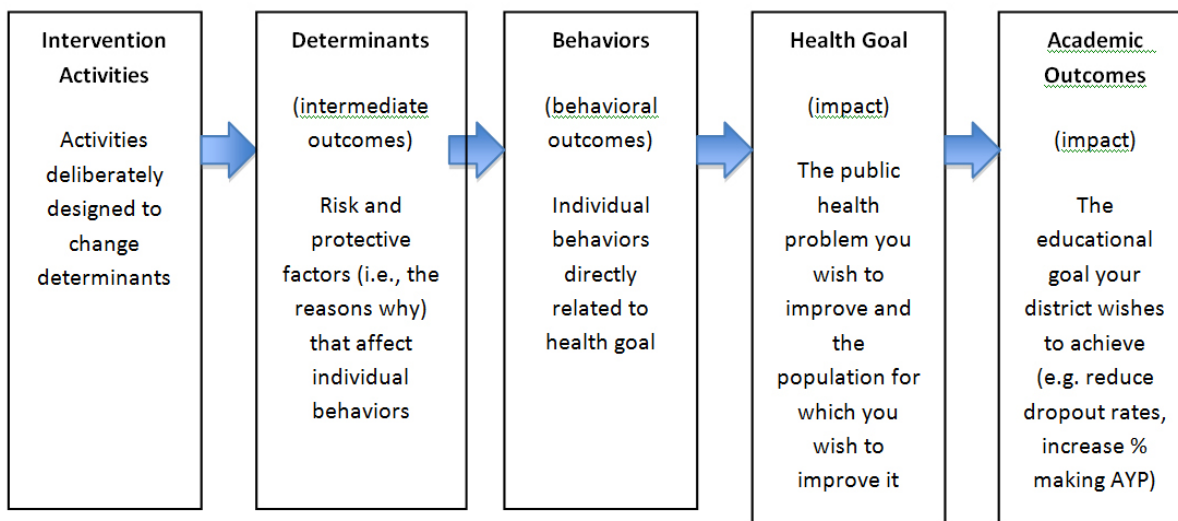 Intervention
Activities
Activities
deliberately
designed to
change
determinants
Determinants
(intermediate
outcomes)
Risk and
protective
factors (i.e., the
reasons why)
that affect
individual
behaviors
Behaviors
(behavioral
outcomes)
Individual
behaviors
directly
related to
health goal
Health Goal
(impact)
The public
health
problem you
wish to
improve and
the
population for
which you
wish to
improve it
Academic
Outcomes
(impact)
The
educational
goal your
district wishes
to achieve
(e.g. reduce
dropout rates,
increase %
making AYP)